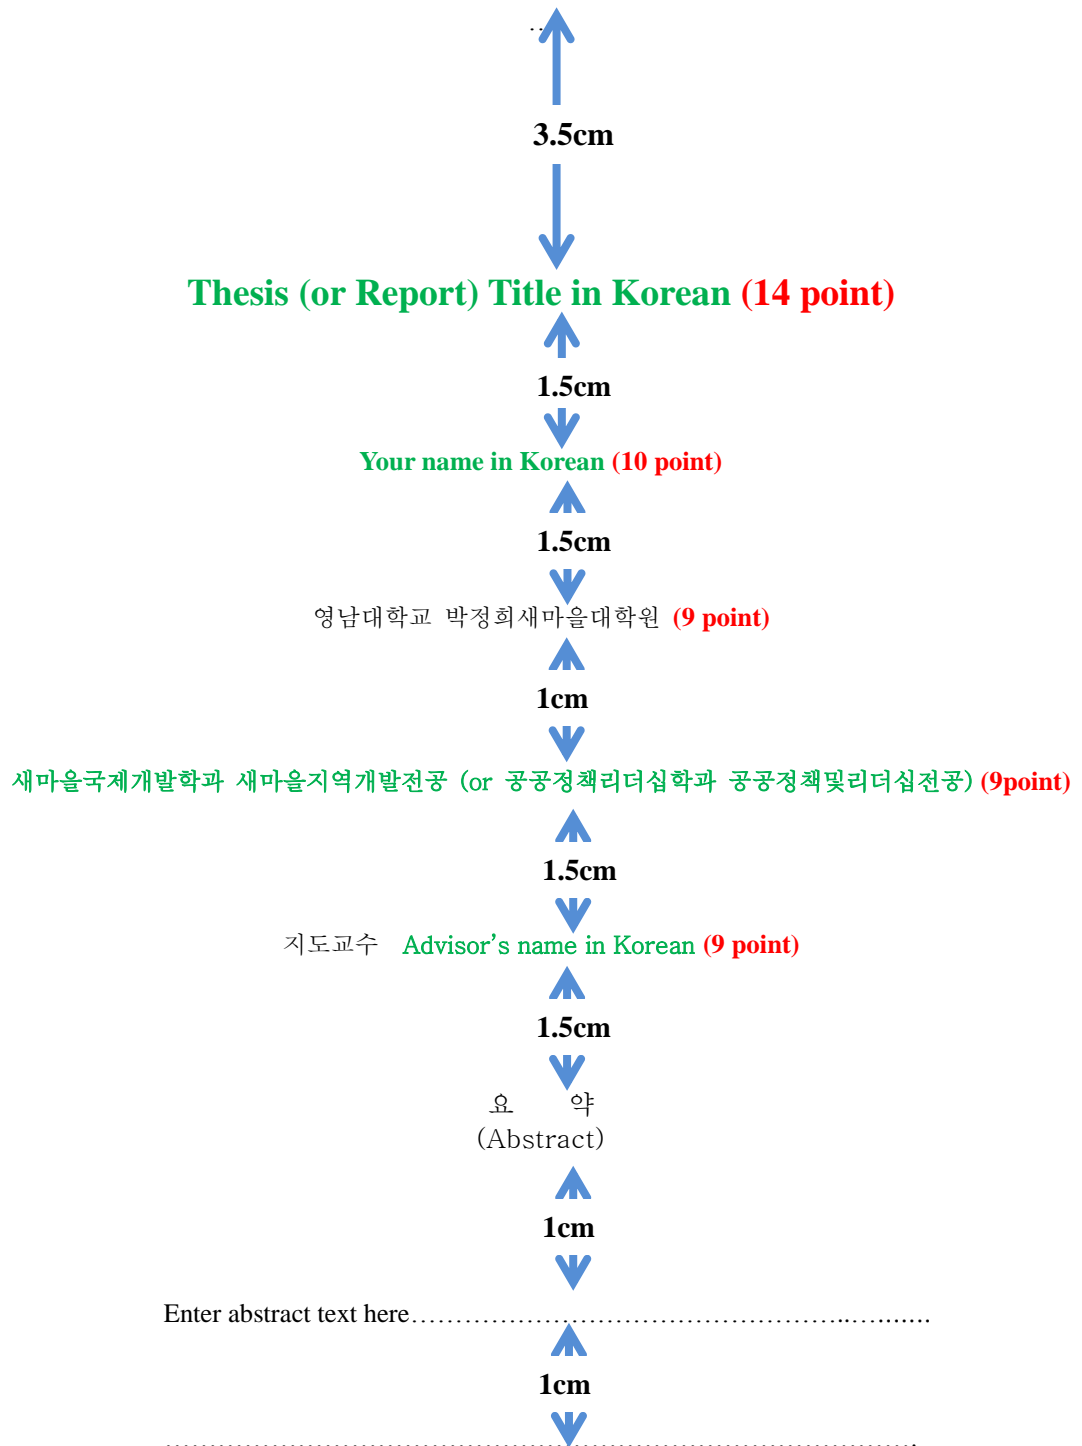 ..
3.5cm
Thesis (or Report) Title in Korean (14 point)
1.5cm
Your name in Korean (10 point)
1.5cm
영남대학교 박정희새마을대학원 (9 point)
1cm
새마을국제개발학과 새마을지역개발전공 (or 공공정책리더십학과 공공정책및리더십전공) (9point)
1.5cm
지도교수 Advisor's name in Korean (9 point)
1.5cm
요 약
(Abstract)
1cm
Enter abstract text here…………………………………………..….......
1cm
……………………………………………………………………………….